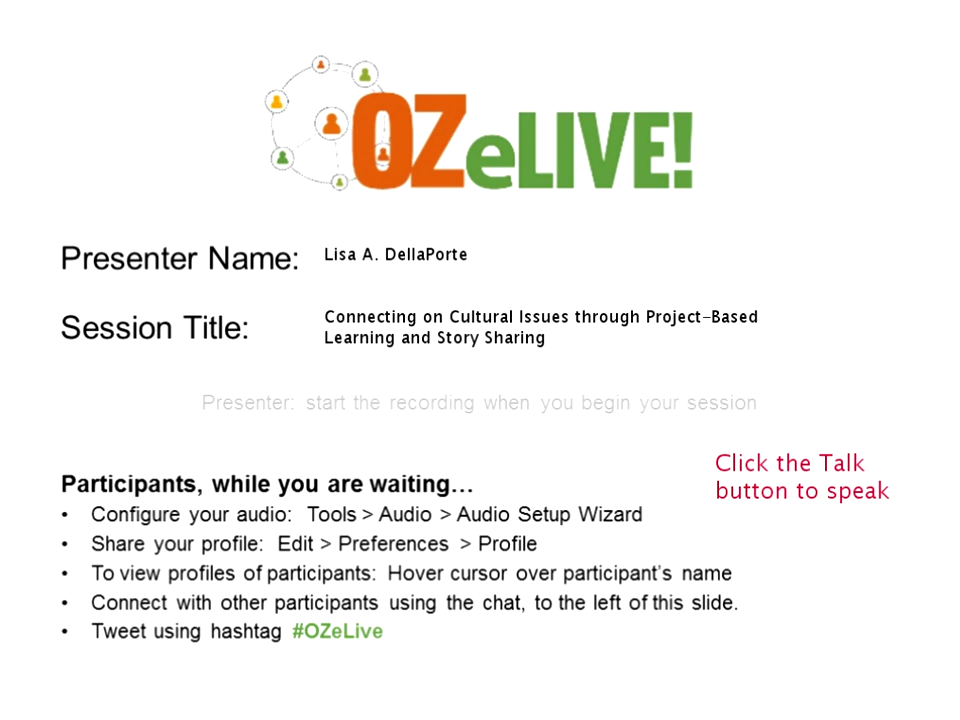 OZeLIVE!
Presenter Name: Lisa A. DellaPorte
Session Title: Connecting on Cultural Issues through Project-Based
Learning and Story Sharing
Presenter: start the recording when you begin your session
Click the Talk
button to speak
Participants, while you are waiting...
• Configure your audio: Tools > Audio > Audio Setup Wizard
• Share your profile: Edit > Preferences > Profile
• To view profiles of participants: Hover cursor over participant's name
• Connect with other participants using the chat, to the left of this slide.
• Tweet using hashtag #OZeLive